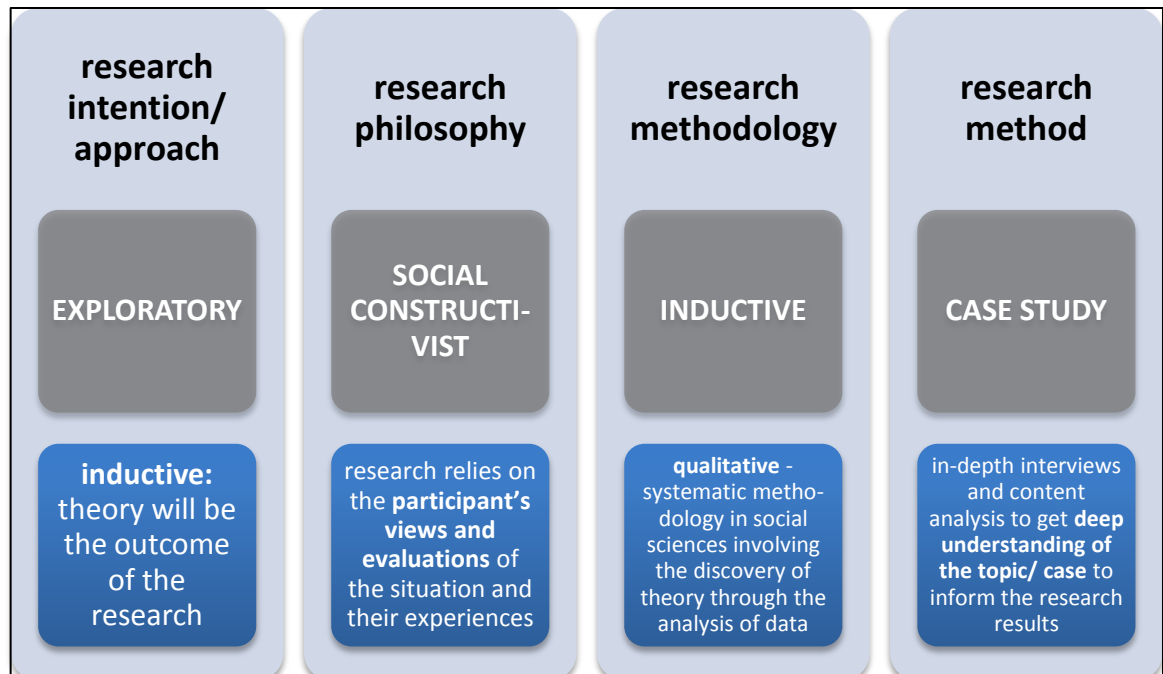 research
intention/
approach
EXPLORATORY
inductive:
theory will be
the outcome
of the
research
research
philosophy
SOCIAL
CONSTRUCTI-
VIST
research relies on
the participant's
views and
evaluations of
the situation and
their experiences
research
methodology
INDUCTIVE
qualitative -
systematic metho-
dology in social
sciences involving
the discovery of
theory through the
analysis of data
research
method
CASE STUDY
in-depth interviews
and content
analysis to get deep
understanding of
the topic/ case to
inform the research
results